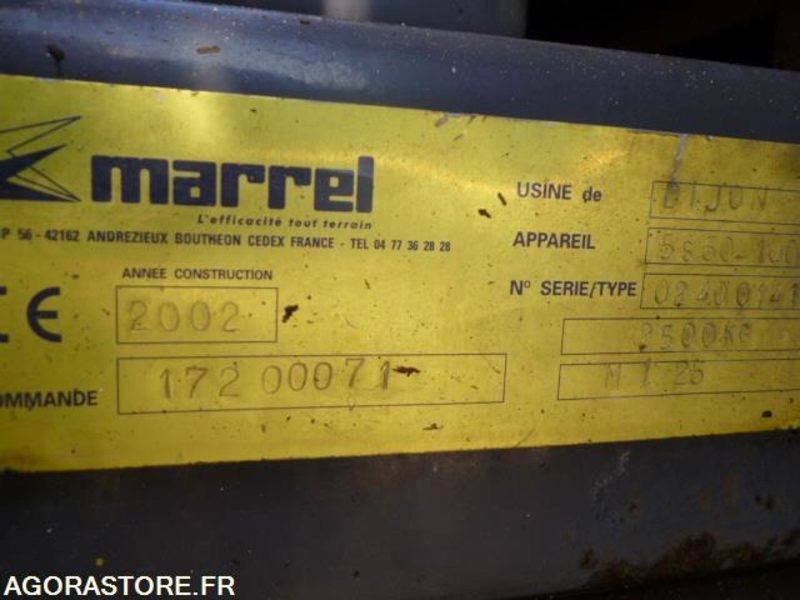 marrel
L'efficacité tout terrain
P 56 - 42162 ANDREZIEUX BOUTHEON CEDEX FRANCE - TEL 04 77 36 28 28
USINE de DIJON
APPAREIL
N° SERIE/TYPE
ANNEE CONSTRUCTION
CE
2002
OMMANDE 17200071
AGORASTORE.FR